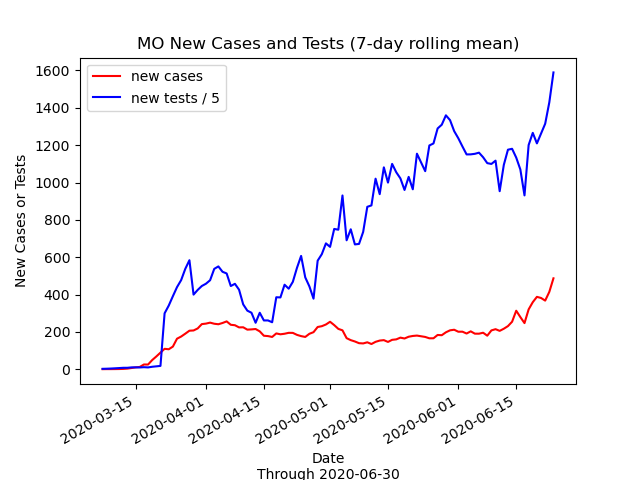 MO New Cases and Tests (7-day rolling mean)
new cases
new tests / 5
New Cases or Tests
1600
1400
1200
1000
800
600
400
200
0
2020-03-15
2020-04-01
2020-04-15
2020-05-01
2020-05-15
2020-06-01
2020-06-15
Date
Through 2020-06-30